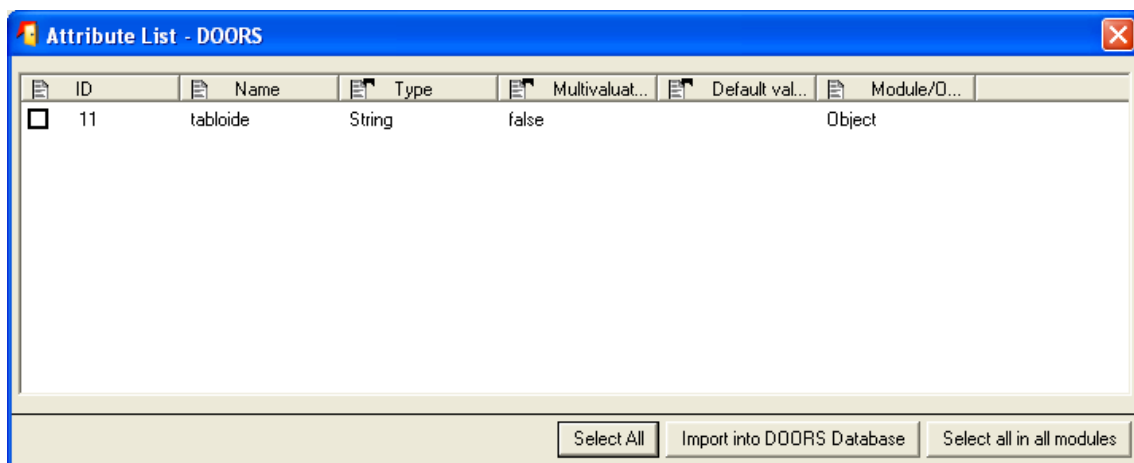 Attribute List - DOORS
ID Name Type Multivaluat... Default val... Module/O...
11 tabloide String false Object
Select All Import into DOORS Database Select all in all modules